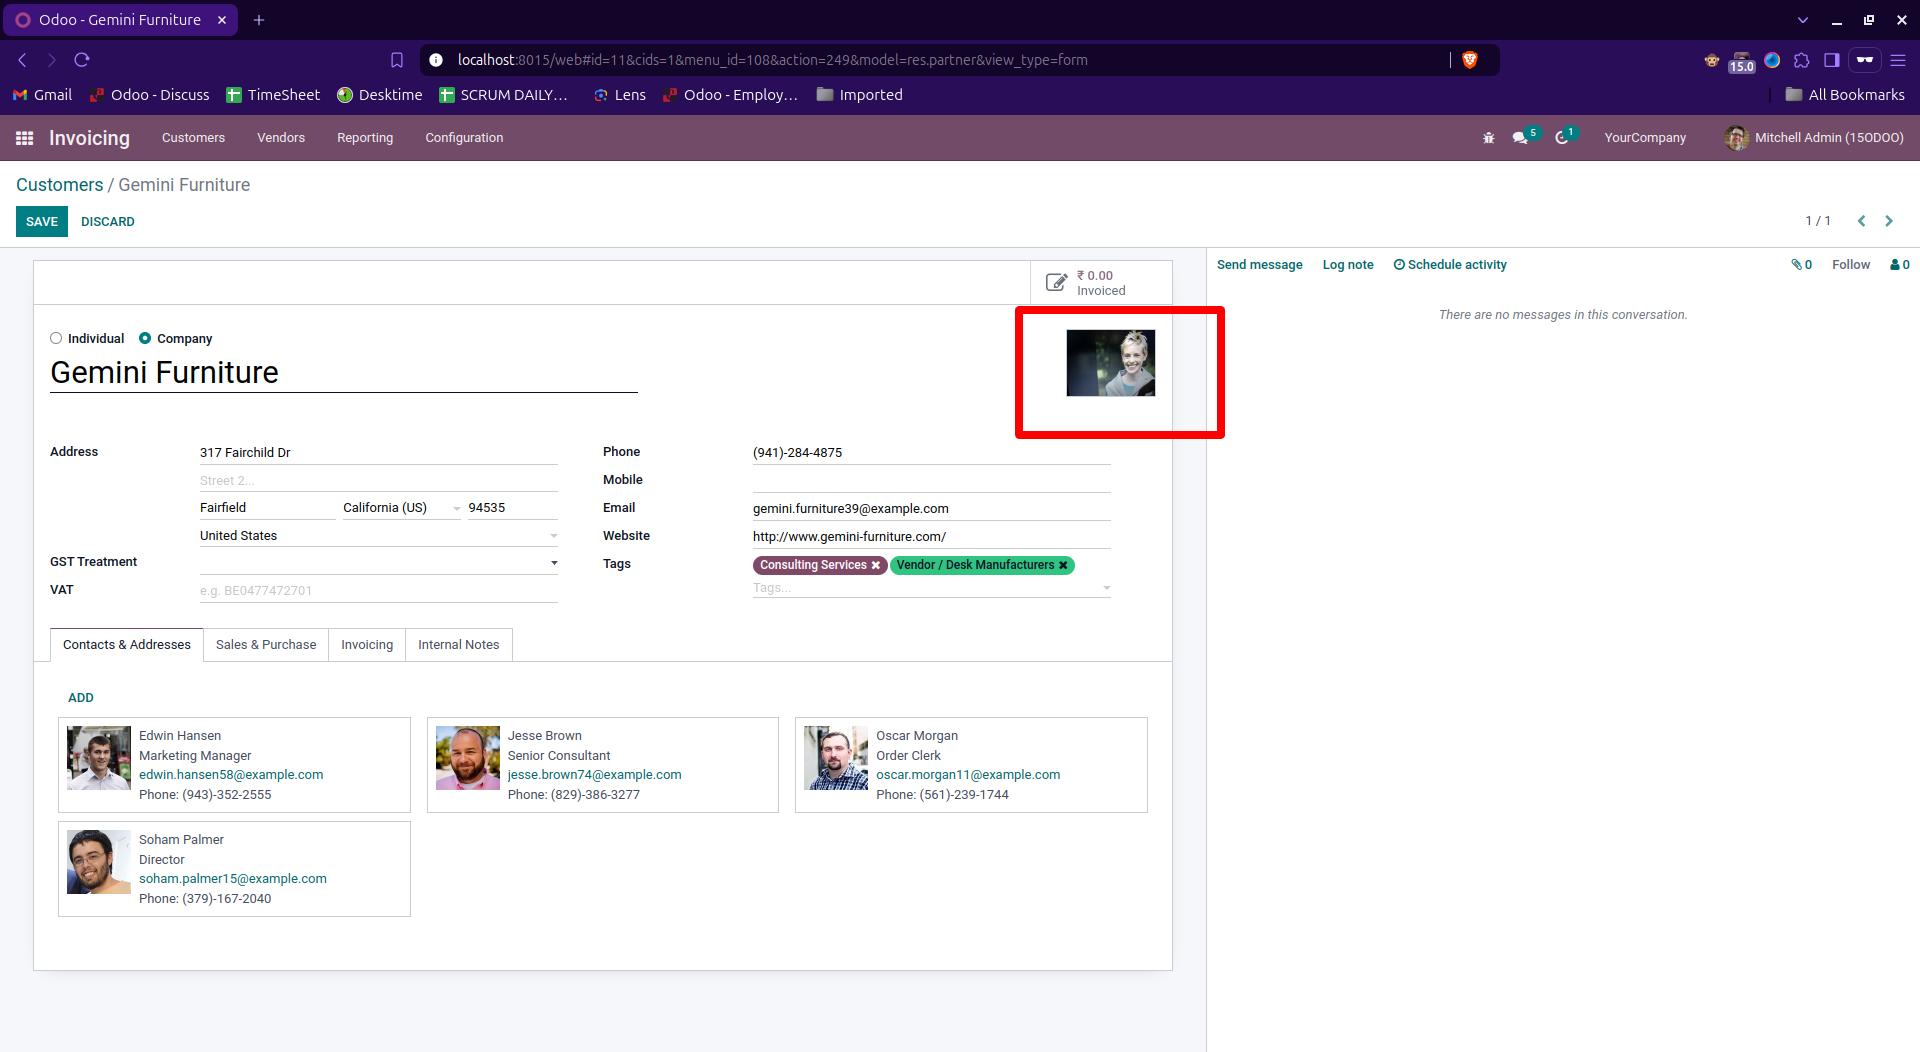 Odoo - Gemini Furniture
localhost:8015/web#id=11&cids=1&menu_id=108&action=249&model=res.partner&view_type=form
15.0
Gmail Odoo - Discuss TimeSheet Desktime SCRUM DAILY... Lens Odoo - Employ... Imported All Bookmarks
Invoicing Customers Vendors Reporting Configuration 5 1 YourCompany Mitchell Admin (15ODOO)
Customers / Gemini Furniture
SAVE DISCARD 1 / 1
₹ 0.00
Invoiced
Send message Log note Schedule activity 0 Follow 0
There are no messages in this conversation.
Individual Company
Gemini Furniture
Address 317 Fairchild Dr
Street 2...
Fairfield California (US) 94535
United States
GST Treatment
VAT e.g. BE0477472701
Phone (941)-284-4875
Mobile
Email gemini.furniture39@example.com
Website http://www.gemini-furniture.com/
Tags Consulting Services Vendor / Desk Manufacturers
Tags...
Contacts & Addresses Sales & Purchase Invoicing Internal Notes
ADD
Edwin Hansen
Marketing Manager
edwin.hansen58@example.com
Phone: (943)-352-2555
Jesse Brown
Senior Consultant
jesse.brown74@example.com
Phone: (829)-386-3277
Oscar Morgan
Order Clerk
oscar.morgan11@example.com
Phone: (561)-239-1744
Soham Palmer
Director
soham.palmer15@example.com
Phone: (379)-167-2040